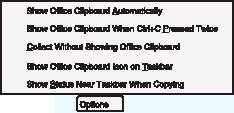 Show Office Clipboard Automatically
Show Office Clipboard When Ctrl+C Pressed Twice
Collect Without Showing Office Clipboard
Show Office Clipboard Icon on Taskbar
Show Status Near Taskbar When Copying
Options